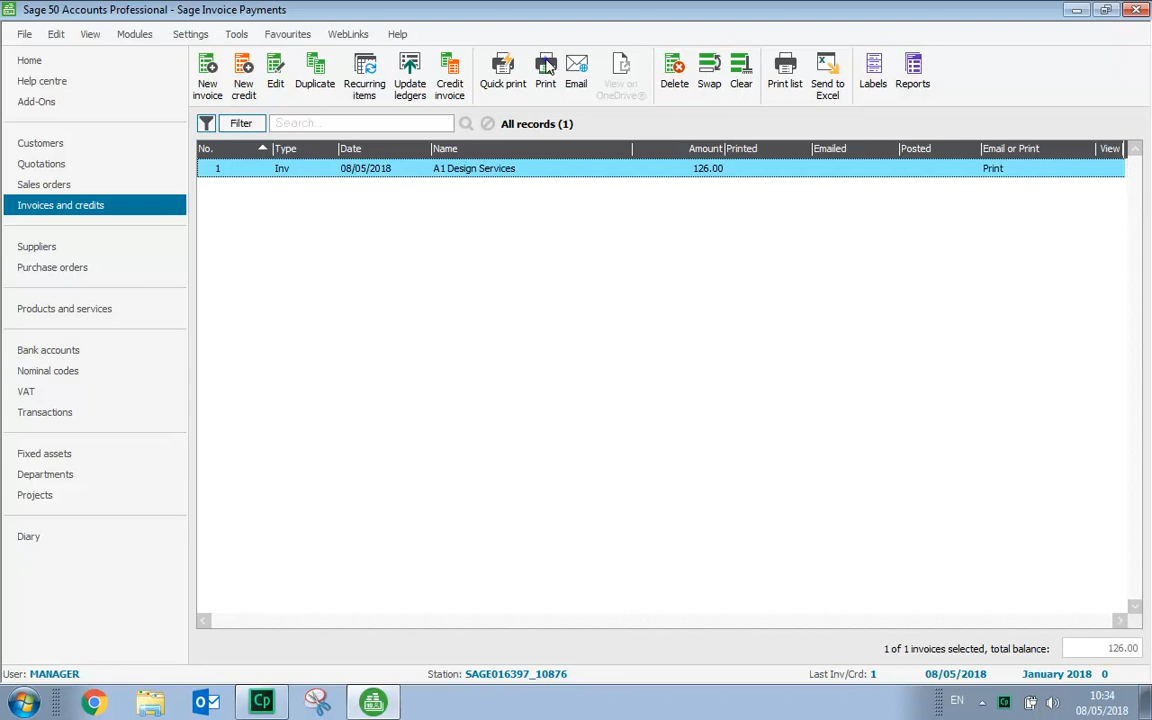 Sage 50 Accounts Professional - Sage Invoice Payments
File Edit View Modules Settings Tools Favourites WebLinks Help
Home
Help centre
Add-Ons
Customers
Quotations
Sales orders
Invoices and credits
Suppliers
Purchase orders
Products and services
Bank accounts
Nominal codes
VAT
Transactions
Fixed assets
Departments
Projects
Diary
New invoice
New credit
Edit
Duplicate
Recurring items
Update ledgers
Credit invoice
Quick print
Print
Email
View on OneDrive®
Delete
Swap
Clear
Print list
Send to Excel
Labels
Reports
Filter Search... All records (1)
No. Type Date Name Amount Printed Emailed Posted Email or Print View
1 Inv 08/05/2018 A1 Design Services 126.00 Print
1 of 1 invoices selected, total balance: 126.00
User: MANAGER Station: SAGE016397_10876 Last Inv/Crd: 1 08/05/2018 January 2018 0
Cp EN Cp 10:34
08/05/2018